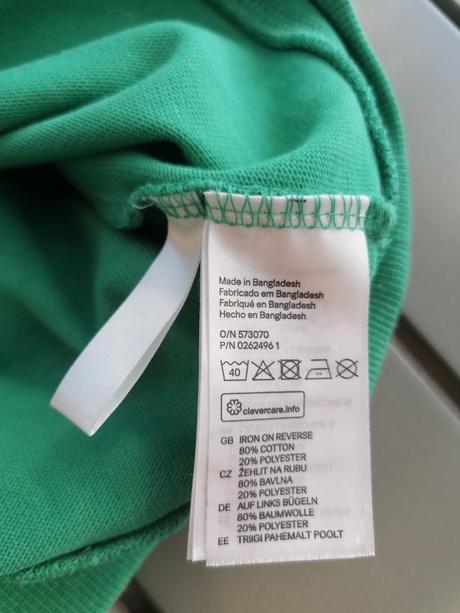 Made in Bangladesh
Fabricado em Bangladesh
Fabriqué en Bangladesh
Hecho en Bangladesh
O/N 573070
P/N 02624961
40
clevercare.info
GB IRON ON REVERSE
80% COTTON
20% POLYESTER
CZ ŽEHLIT NA RUBU
80% BAVLNA
20% POLYESTER
DE AUF LINKS BÜGELN
80% BAUMWOLLE
20% POLYESTER
EE TRIIGI PAHEMALT POOLT